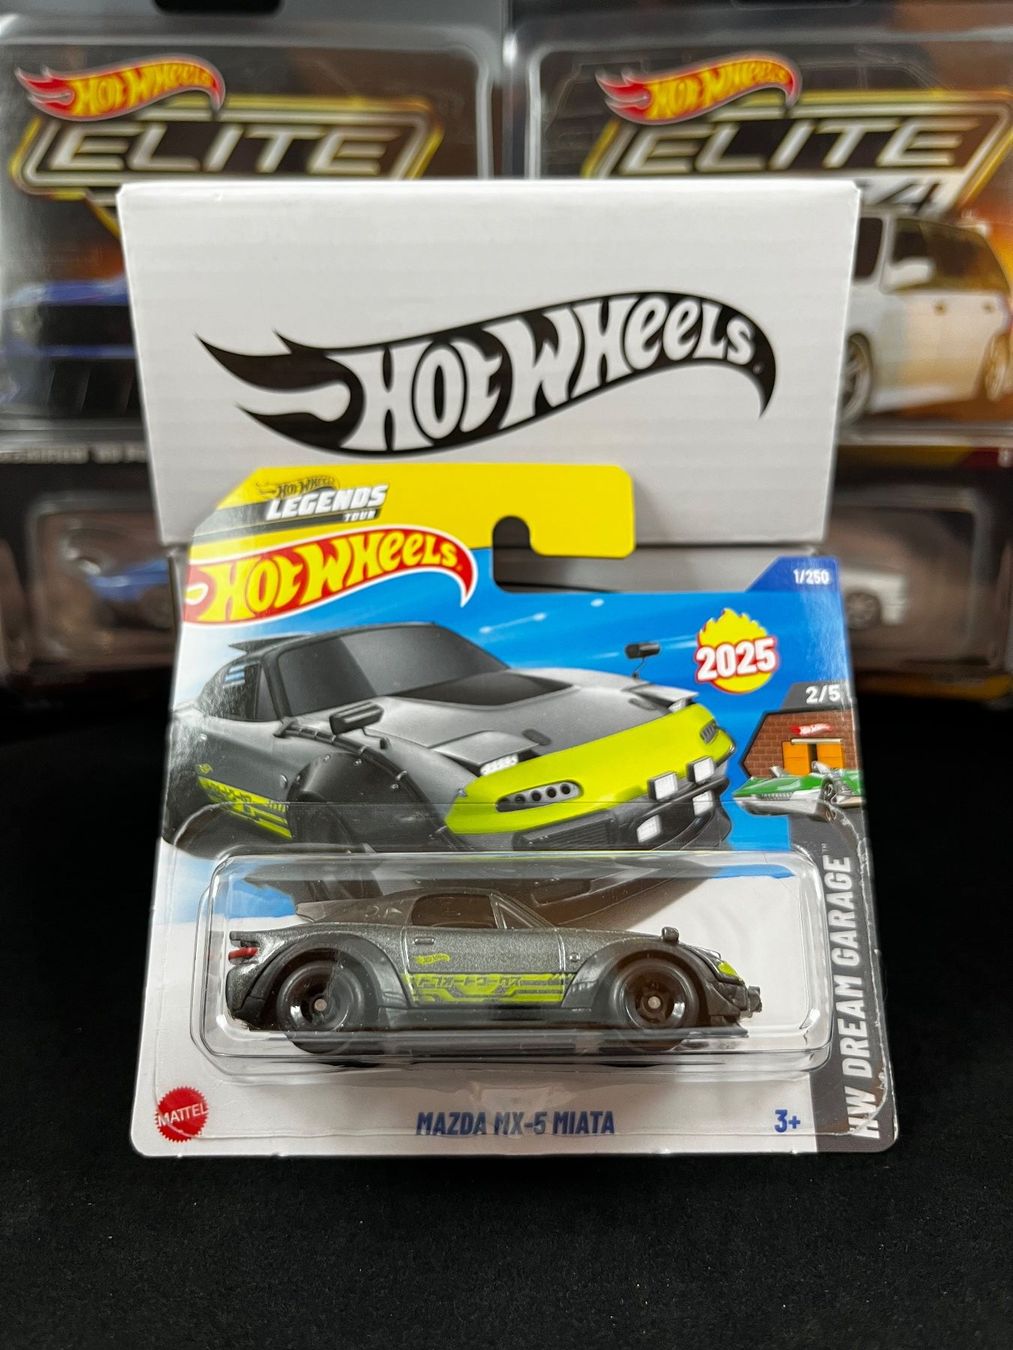 HOT WHEELS
ELITE
HOT WHEELS
ELITE
HOT WHEELS
HOT WHEELS
LEGENDS
TOUR
HOT WHEELS
1/250
2025
2/5
HW DREAM GARAGE™
MATTEL
MAZDA MX-5 MIATA
3+